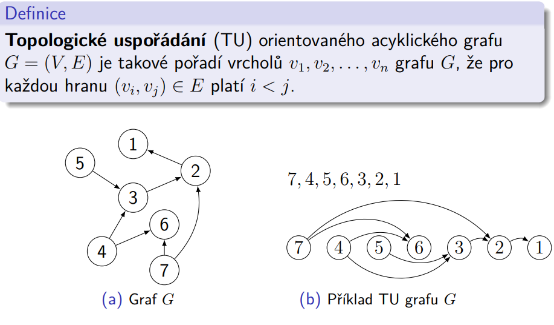 Definice
Topologické uspořádání (TU) orientovaného acyklického grafu
G = (V, E) je takové pořadí vrcholů v₁, v₂, . . . , vₙ grafu G, že pro
každou hranu (vᵢ, vⱼ) ∈ E platí i < j.
1
5
2
3
6
4
7
(a) Graf G
7, 4, 5, 6, 3, 2, 1
7 4 5 6 3 2 1
(b) Příklad TU grafu G